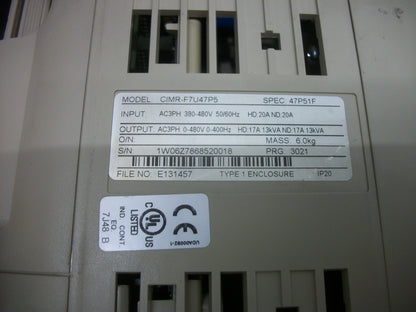 MODEL CIMR-F7U47P5 SPEC 47P51F
INPUT AC3PH 380-480V 50/60Hz HD:20A ND:20A
OUTPUT AC3PH 0-480V 0-400Hz HD:17A 13kVA ND:17A 13kVA
O/N MASS 6.0kg
S/N 1W06Z7868520018 PRG 3021
FILE NO E131457 TYPE 1 ENCLOSURE IP20
C UL US
LISTED
IND. CONT.
EQ.
7J48 B